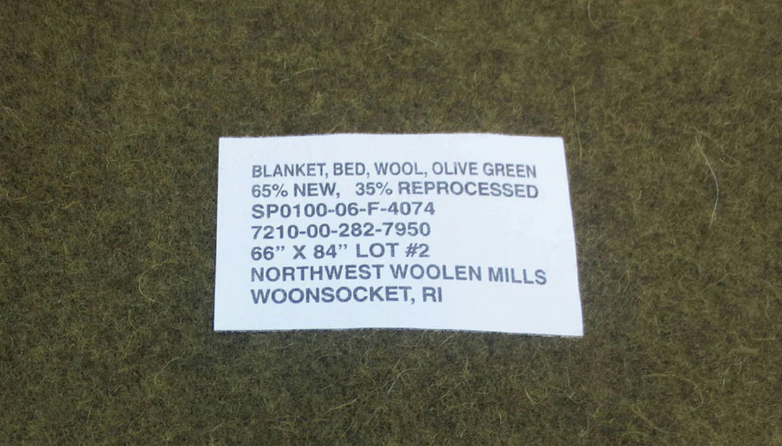 BLANKET, BED, WOOL, OLIVE GREEN
65% NEW, 35% REPROCESSED
SP0100-06-F-4074
7210-00-282-7950
66” X 84” LOT #2
NORTHWEST WOOLEN MILLS
WOONSOCKET, RI